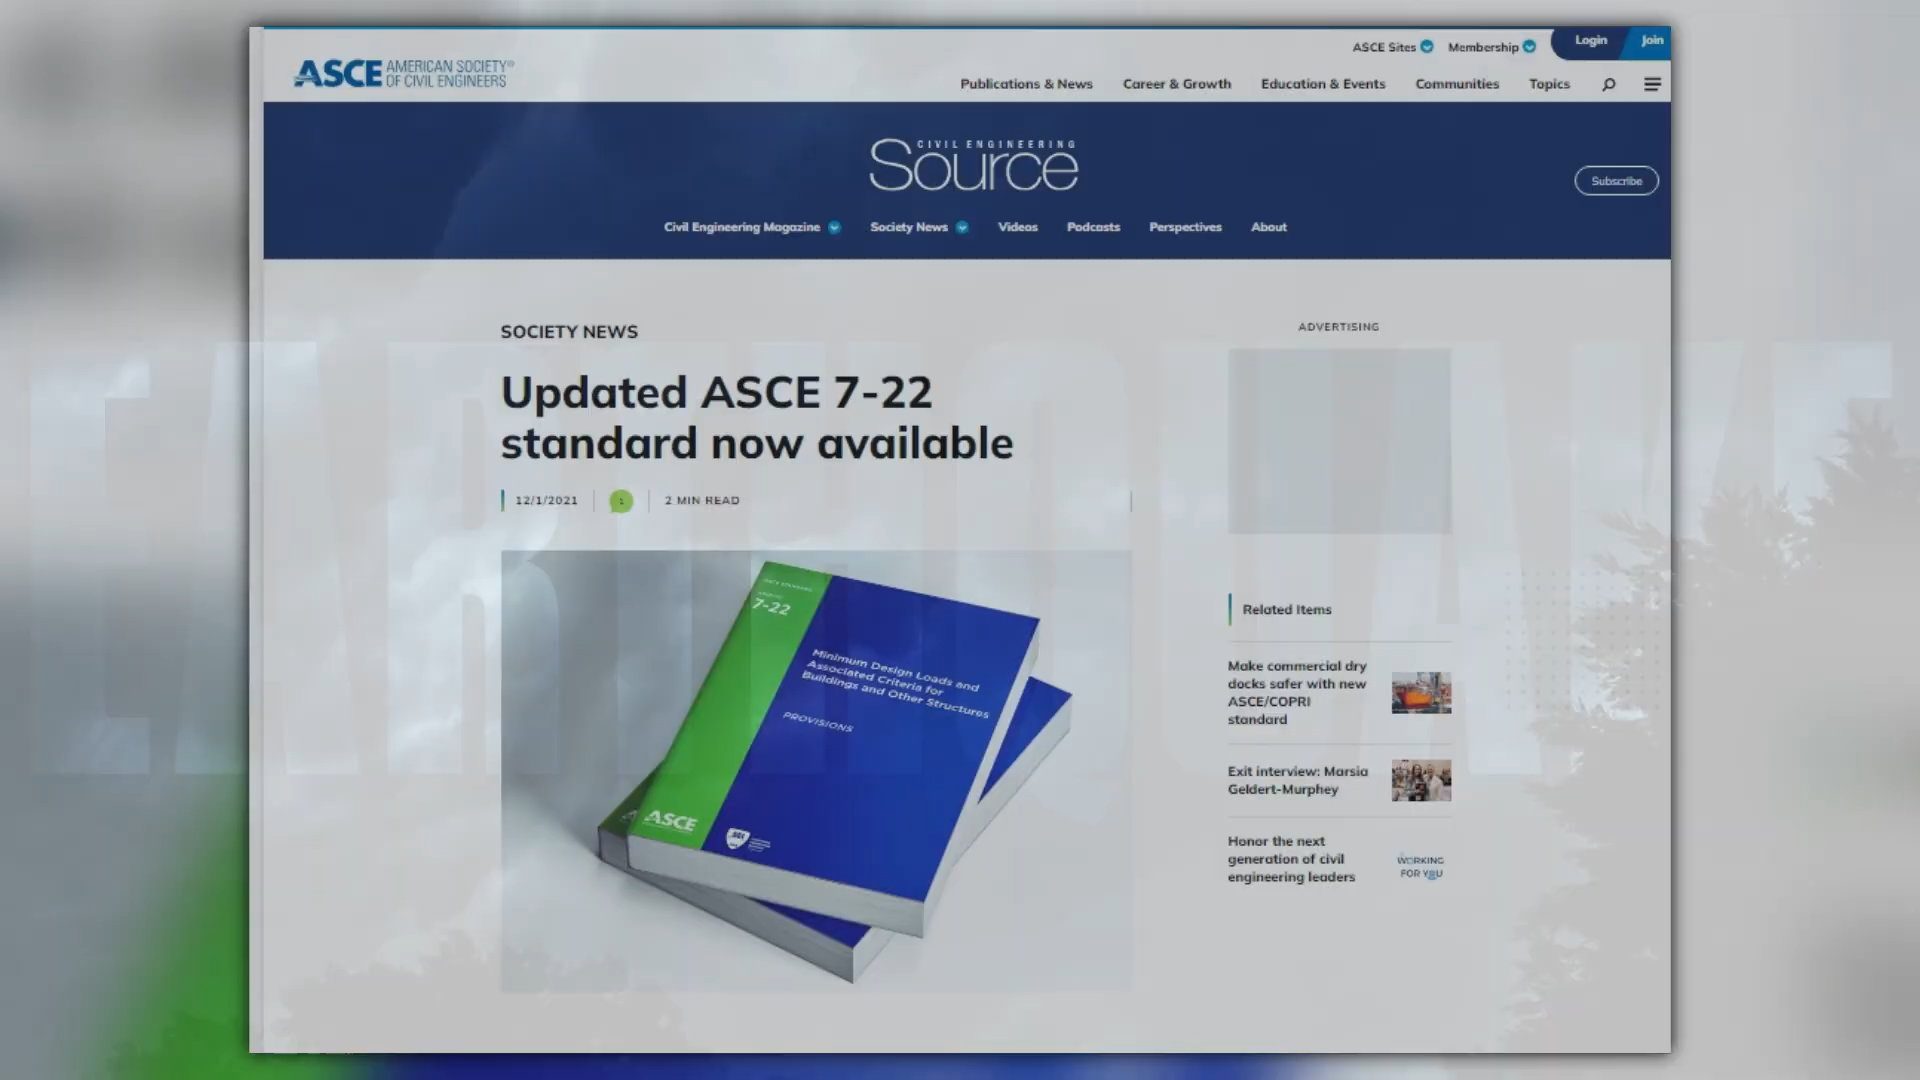 ASCE Sites
Membership
Login
Join
ASCE AMERICAN SOCIETY®
OF CIVIL ENGINEERS
Publications & News
Career & Growth
Education & Events
Communities
Topics
CIVIL ENGINEERING
Source
Subscribe
Civil Engineering Magazine
Society News
Videos
Podcasts
Perspectives
About
SOCIETY NEWS
Updated ASCE 7-22
standard now available
12/1/2021
1
2 MIN READ
ADVERTISING
EARTHQUAKE
7-22
Minimum Design Loads and
Associated Criteria for
Buildings and Other Structures
PROVISIONS
ASCE
Related Items
Make commercial dry
docks safer with new
ASCE/COPRI
standard
Exit interview: Marsia
Geldert-Murphey
Honor the next
generation of civil
engineering leaders
WORKING
FOR YOU